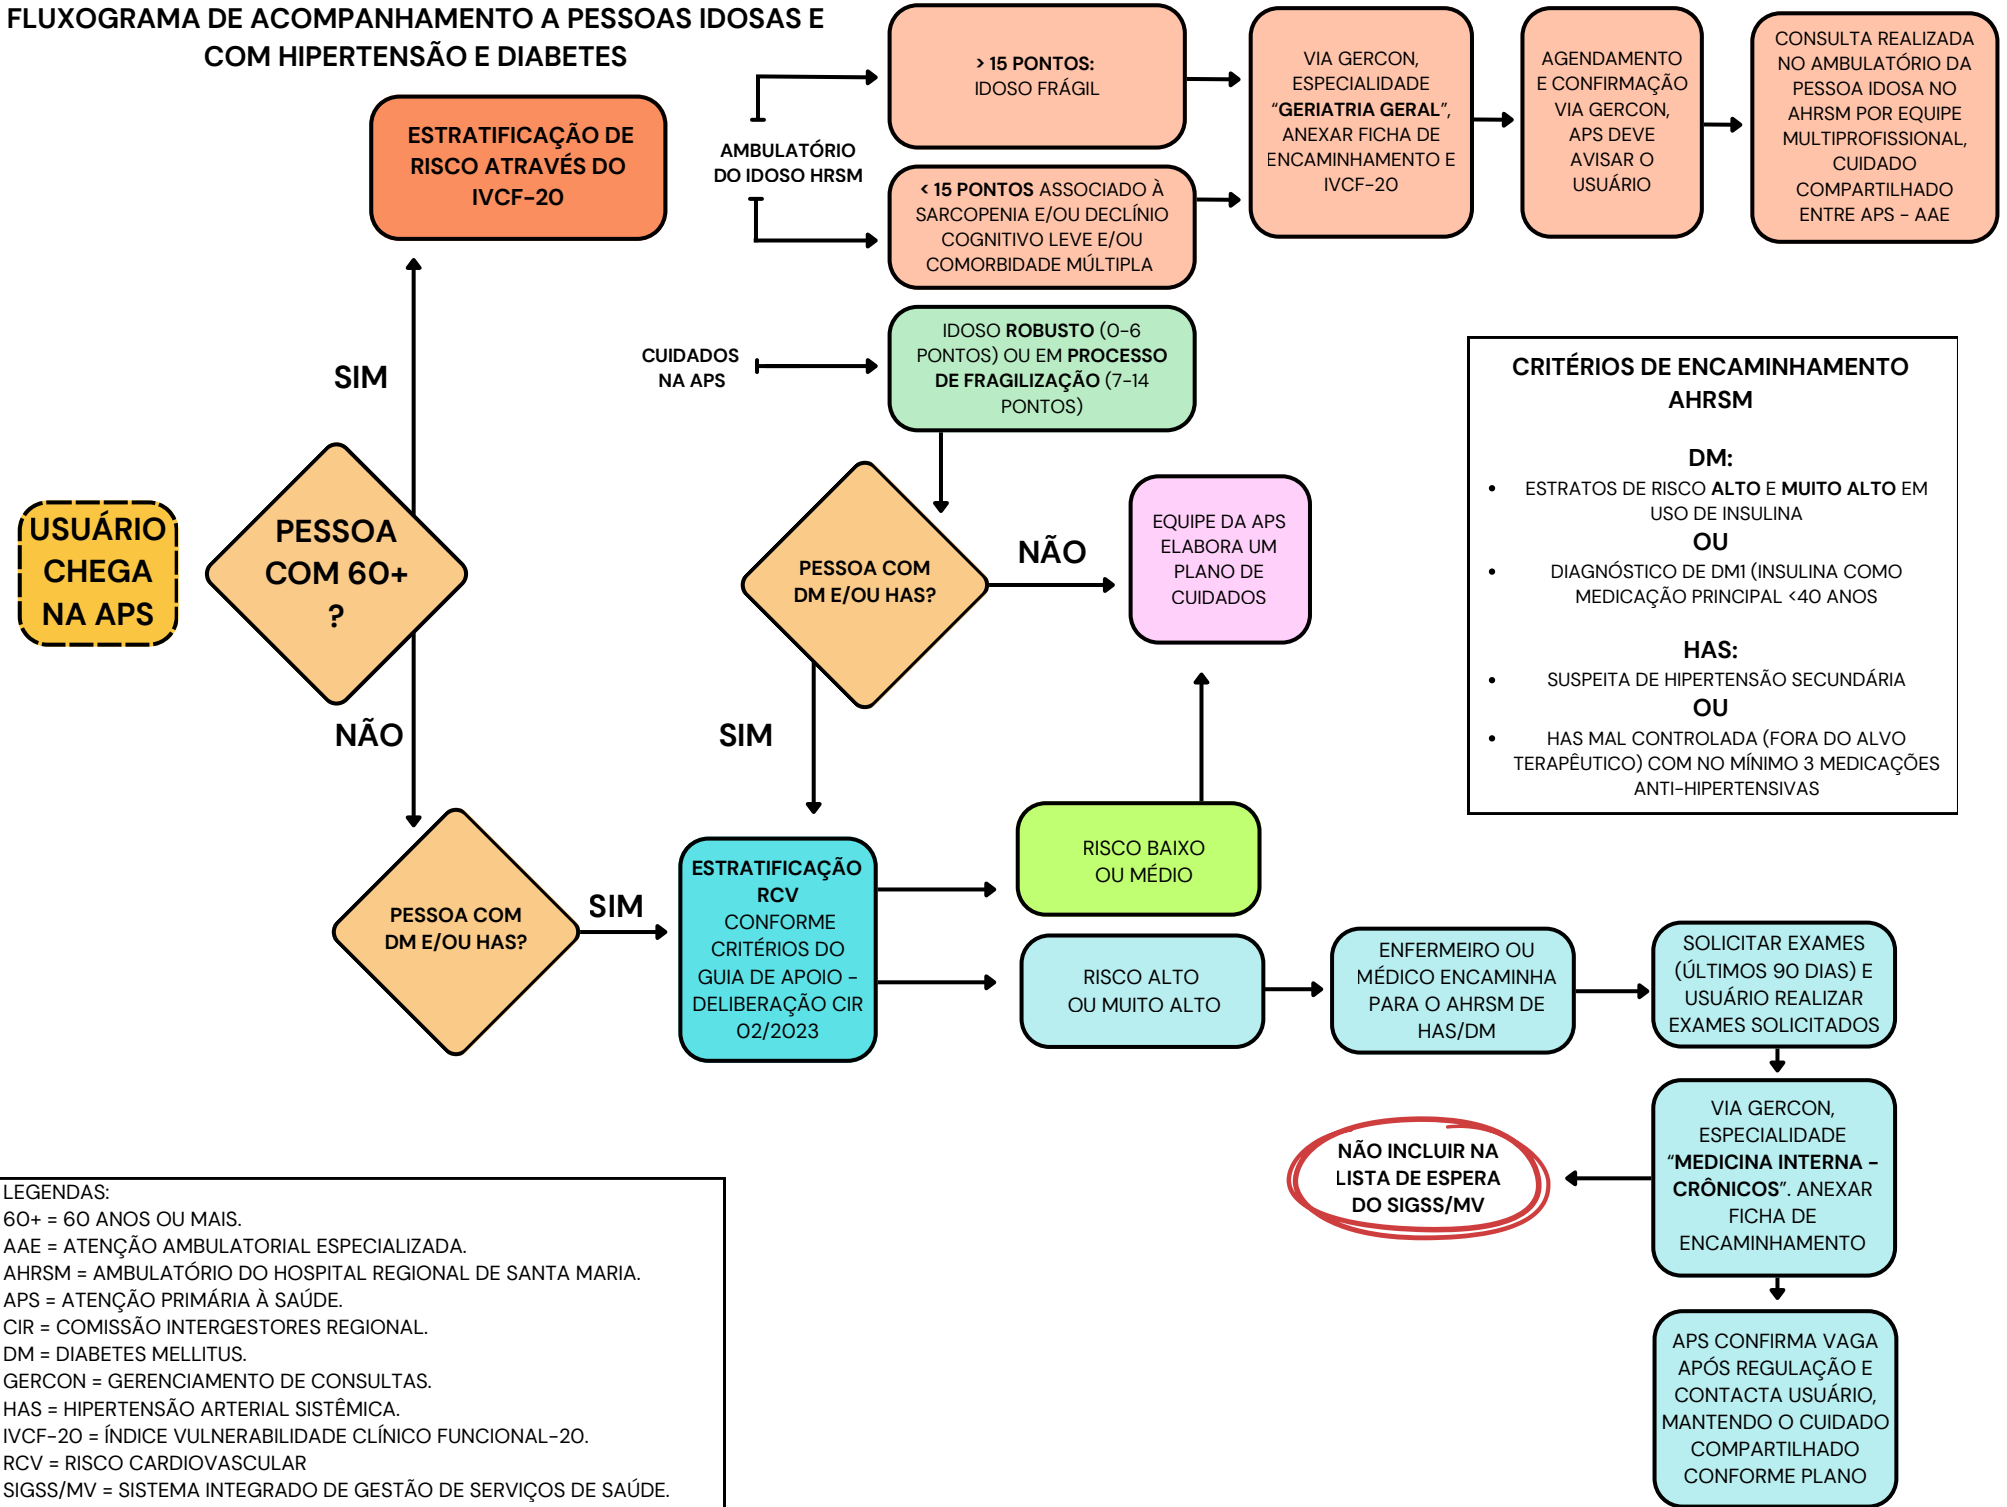 FLUXOGRAMA DE ACOMPANHAMENTO A PESSOAS IDOSAS E
COM HIPERTENSÃO E DIABETES
USUÁRIO
CHEGA
NA APS
PESSOA
COM 60+
?
SIM
NÃO
ESTRATIFICAÇÃO DE
RISCO ATRAVÉS DO
IVCF-20
AMBULATÓRIO
DO IDOSO HRSM
> 15 PONTOS:
IDOSO FRÁGIL
< 15 PONTOS ASSOCIADO À
SARCOPENIA E/OU DECLÍNIO
COGNITIVO LEVE E/OU
COMORBIDADE MÚLTIPLA
VIA GERCON,
ESPECIALIDADE
“GERIATRIA GERAL”,
ANEXAR FICHA DE
ENCAMINHAMENTO E
IVCF-20
AGENDAMENTO
E CONFIRMAÇÃO
VIA GERCON,
APS DEVE
AVISAR O
USUÁRIO
CONSULTA REALIZADA
NO AMBULATÓRIO DA
PESSOA IDOSA NO
AHRSM POR EQUIPE
MULTIPROFISSIONAL,
CUIDADO
COMPARTILHADO
ENTRE APS - AAE
CUIDADOS
NA APS
IDOSO ROBUSTO (0-6
PONTOS) OU EM PROCESSO
DE FRAGILIZAÇÃO (7-14
PONTOS)
PESSOA COM
DM E/OU HAS?
NÃO
SIM
EQUIPE DA APS
ELABORA UM
PLANO DE
CUIDADOS
CRITÉRIOS DE ENCAMINHAMENTO
AHRSM
DM:
• ESTRATOS DE RISCO ALTO E MUITO ALTO EM
USO DE INSULINA
OU
• DIAGNÓSTICO DE DM1 (INSULINA COMO
MEDICAÇÃO PRINCIPAL <40 ANOS
HAS:
• SUSPEITA DE HIPERTENSÃO SECUNDÁRIA
OU
• HAS MAL CONTROLADA (FORA DO ALVO
TERAPÊUTICO) COM NO MÍNIMO 3 MEDICAÇÕES
ANTI-HIPERTENSIVAS
PESSOA COM
DM E/OU HAS?
SIM
ESTRATIFICAÇÃO
RCV
CONFORME
CRITÉRIOS DO
GUIA DE APOIO -
DELIBERAÇÃO CIR
02/2023
RISCO BAIXO
OU MÉDIO
RISCO ALTO
OU MUITO ALTO
ENFERMEIRO OU
MÉDICO ENCAMINHA
PARA O AHRSM DE
HAS/DM
SOLICITAR EXAMES
(ÚLTIMOS 90 DIAS) E
USUÁRIO REALIZAR
EXAMES SOLICITADOS
VIA GERCON,
ESPECIALIDADE
“MEDICINA INTERNA -
CRÔNICOS”. ANEXAR
FICHA DE
ENCAMINHAMENTO
NÃO INCLUIR NA
LISTA DE ESPERA
DO SIGSS/MV
APS CONFIRMA VAGA
APÓS REGULAÇÃO E
CONTACTA USUÁRIO,
MANTENDO O CUIDADO
COMPARTILHADO
CONFORME PLANO
LEGENDAS:
60+ = 60 ANOS OU MAIS.
AAE = ATENÇÃO AMBULATORIAL ESPECIALIZADA.
AHRSM = AMBULATÓRIO DO HOSPITAL REGIONAL DE SANTA MARIA.
APS = ATENÇÃO PRIMÁRIA À SAÚDE.
CIR = COMISSÃO INTERGESTORES REGIONAL.
DM = DIABETES MELLITUS.
GERCON = GERENCIAMENTO DE CONSULTAS.
HAS = HIPERTENSÃO ARTERIAL SISTÊMICA.
IVCF-20 = ÍNDICE VULNERABILIDADE CLÍNICO FUNCIONAL-20.
RCV = RISCO CARDIOVASCULAR
SIGSS/MV = SISTEMA INTEGRADO DE GESTÃO DE SERVIÇOS DE SAÚDE.